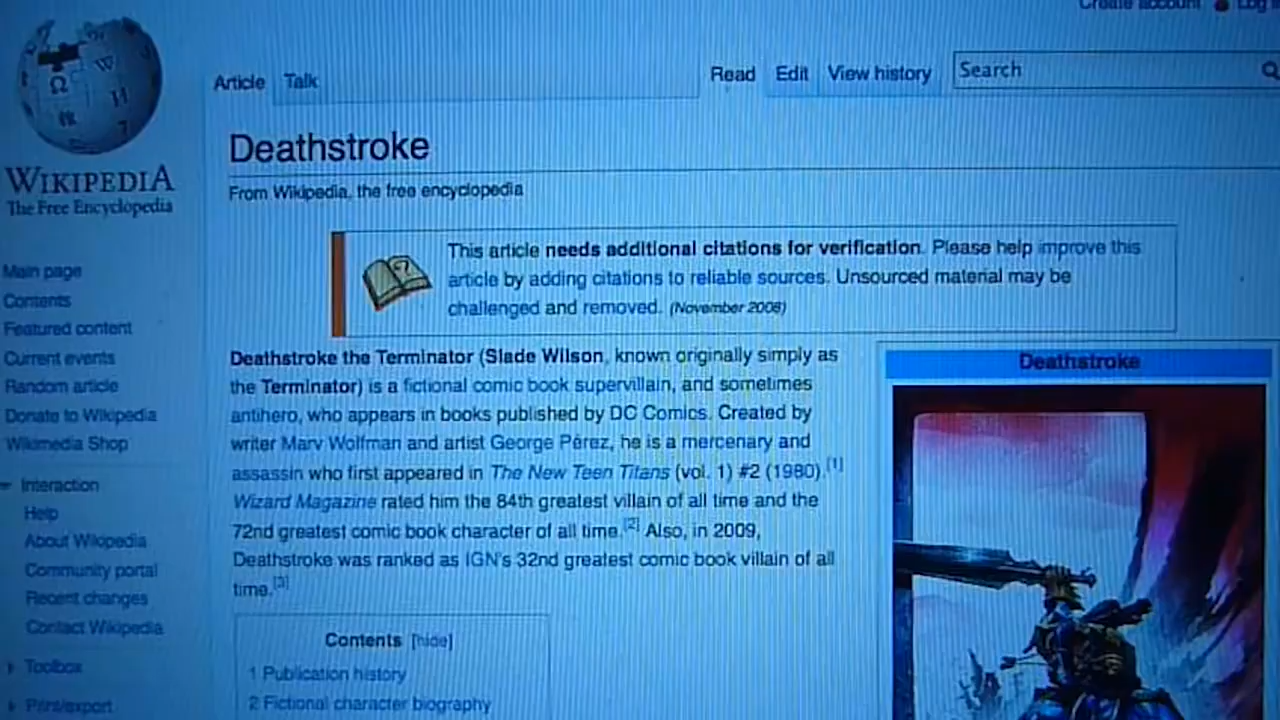 Create account
Article Talk
Read Edit View history
Search
WIKIPEDIA
The Free Encyclopedia
Deathstroke
From Wikipedia, the free encyclopedia
This article needs additional citations for verification. Please help improve this
article by adding citations to reliable sources. Unsourced material may be
challenged and removed. (November 2008)
Main page
Contents
Featured content
Current events
Random article
Donate to Wikipedia
Wikimedia Shop
Interaction
Help
About Wikipedia
Community portal
Recent changes
Contact Wikipedia
Toolbox
Print/export
Deathstroke the Terminator (Slade Wilson, known originally simply as
the Terminator) is a fictional comic book supervillain, and sometimes
antihero, who appears in books published by DC Comics. Created by
writer Marv Wolfman and artist George Pérez, he is a mercenary and
assassin who first appeared in The New Teen Titans (vol. 1) #2 (1980).[1]
Wizard Magazine rated him the 84th greatest villain of all time and the
72nd greatest comic book character of all time.[2] Also, in 2009,
Deathstroke was ranked as IGN's 32nd greatest comic book villain of all
time.[3]
Contents [hide]
1 Publication history
2 Fictional character biography
Deathstroke